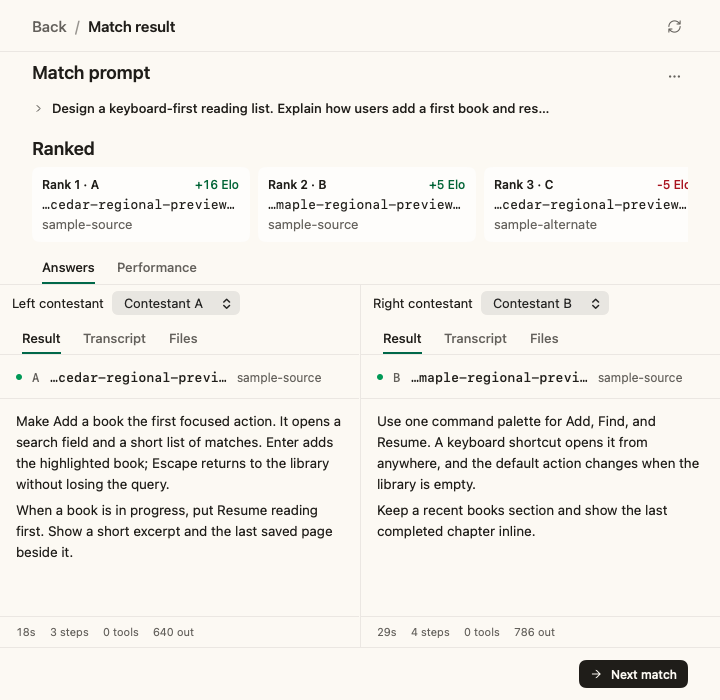 Back / Match result
Match prompt
...
Design a keyboard-first reading list. Explain how users add a first book and res...
Ranked
Rank 1 · A +16 Elo
…cedar-regional-preview…
sample-source
Rank 2 · B +5 Elo
…maple-regional-preview…
sample-source
Rank 3 · C -5 Elo
…cedar-regional-preview…
sample-alternate
Answers Performance
Left contestant Contestant A
Result Transcript Files
A …cedar-regional-previ… sample-source
Make Add a book the first focused action. It opens a
search field and a short list of matches. Enter adds
the highlighted book; Escape returns to the library
without losing the query.
When a book is in progress, put Resume reading
first. Show a short excerpt and the last saved page
beside it.
18s 3 steps 0 tools 640 out
Right contestant Contestant B
Result Transcript Files
B …maple-regional-previ… sample-source
Use one command palette for Add, Find, and
Resume. A keyboard shortcut opens it from
anywhere, and the default action changes when the
library is empty.
Keep a recent books section and show the last
completed chapter inline.
29s 4 steps 0 tools 786 out
Next match